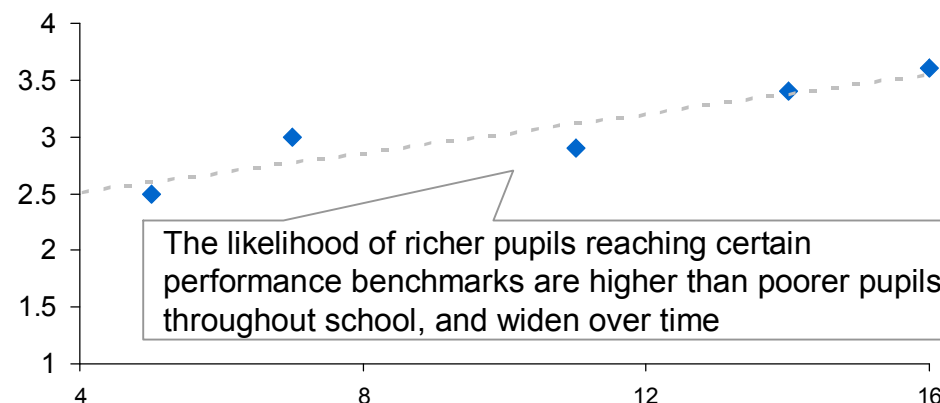 4
3.5
3
2.5
2
1.5
1
The likelihood of richer pupils reaching certain
performance benchmarks are higher than poorer pupils
throughout school, and widen over time
4 8 12 16